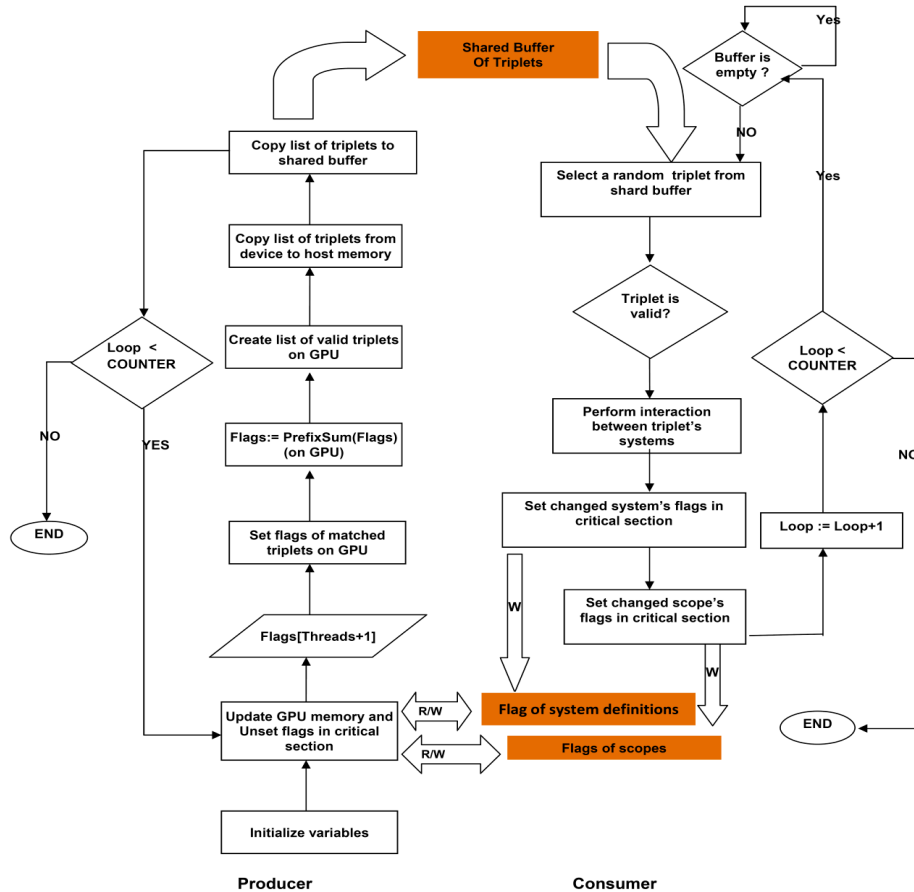 Shared Buffer
Of Triplets
Yes
Buffer is
empty ?
NO
Copy list of triplets to
shared buffer
Select a random triplet from
shard buffer
Yes
Copy list of triplets from
device to host memory
Triplet is
valid?
Create list of valid triplets
on GPU
Loop <
COUNTER
Loop <
COUNTER
Perform interaction
between triplet's
systems
Flags:= PrefixSum(Flags)
(on GPU)
NO
YES
NO
Set changed system's flags in
critical section
END
Set flags of matched
triplets on GPU
Loop := Loop+1
W
Set changed scope's
flags in critical section
Flags[Threads+1]
W
Update GPU memory and
Unset flags in critical
section
R/W
Flag of system definitions
END
R/W
Flags of scopes
Initialize variables
Producer
Consumer